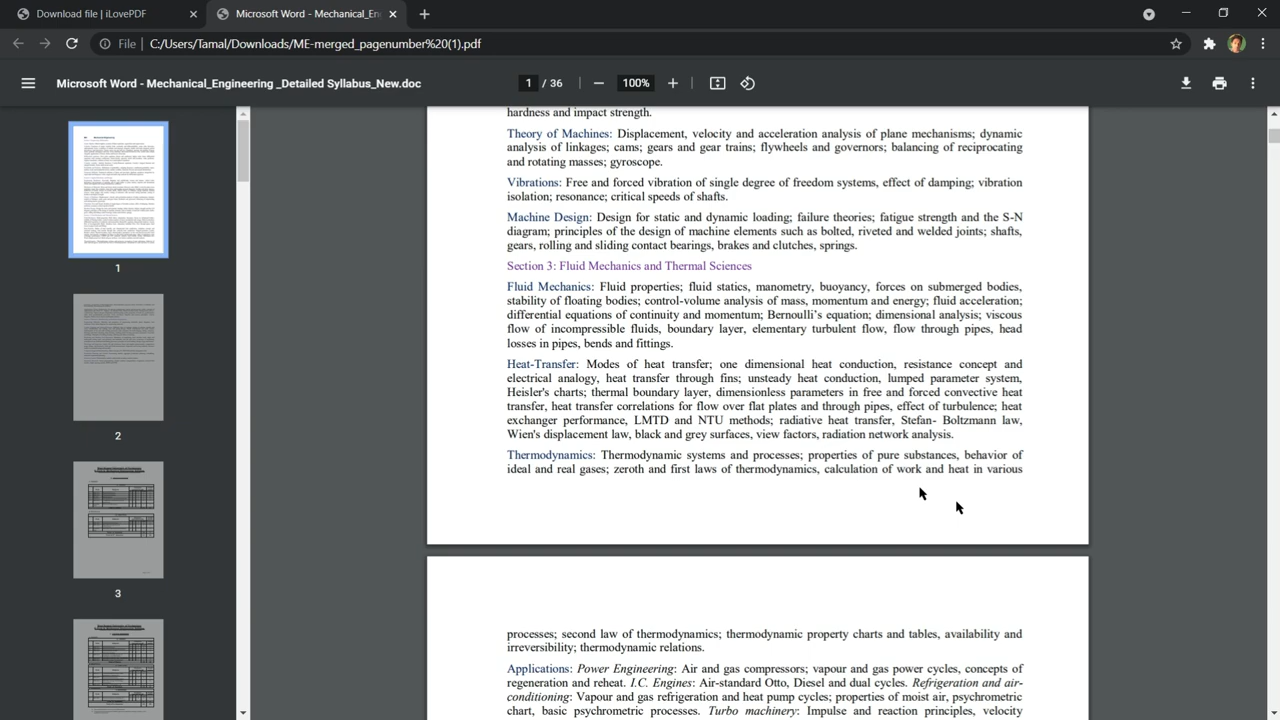 Download file | iLovePDF
Microsoft Word - Mechanical_En
File
C:/Users/Tamal/Downloads/ME-merged_pagenumber%20(1).pdf
Microsoft Word - Mechanical_Engineering _Detailed Syllabus_New.doc
1 / 36
100%
hardness and impact strength.
Theory of Machines: Displacement, velocity and acceleration analysis of plane mechanisms; dynamic
analysis of linkages; cams; gears and gear trains; flywheels and governors; balancing of reciprocating
and rotating masses; gyroscope.
Vibrations: Free and forced vibration of single degree of freedom systems, effect of damping; vibration
isolation; resonance; critical speeds of shafts.
Machine Design: Design for static and dynamic loading; failure theories; fatigue strength and the S-N
diagram; principles of the design of machine elements such as bolted, riveted and welded joints; shafts,
gears, rolling and sliding contact bearings, brakes and clutches, springs.
Section 3: Fluid Mechanics and Thermal Sciences
Fluid Mechanics: Fluid properties; fluid statics, manometry, buoyancy, forces on submerged bodies,
stability of floating bodies; control-volume analysis of mass, momentum and energy; fluid acceleration;
differential equations of continuity and momentum; Bernoulli's equation; dimensional analysis; viscous
flow of incompressible fluids, boundary layer, elementary turbulent flow, flow through pipes, head
losses in pipes, bends and fittings.
Heat-Transfer: Modes of heat transfer; one dimensional heat conduction, resistance concept and
electrical analogy, heat transfer through fins; unsteady heat conduction, lumped parameter system,
Heisler's charts; thermal boundary layer, dimensionless parameters in free and forced convective heat
transfer, heat transfer correlations for flow over flat plates and through pipes, effect of turbulence; heat
exchanger performance, LMTD and NTU methods; radiative heat transfer, Stefan- Boltzmann law,
Wien's displacement law, black and grey surfaces, view factors, radiation network analysis.
Thermodynamics: Thermodynamic systems and processes; properties of pure substances, behavior of
ideal and real gases; zeroth and first laws of thermodynamics, calculation of work and heat in various
processes; second law of thermodynamics; thermodynamic property charts and tables, availability and
irreversibility; thermodynamic relations.
Applications: Power Engineering: Air and gas compressors; vapour and gas power cycles, concepts of
regeneration and reheat. I.C. Engines: Air-standard Otto, Diesel and dual cycles. Refrigeration and air-
conditioning: Vapour and gas refrigeration and heat pump cycles; properties of moist air, psychrometric
chart, basic psychrometric processes. Turbo machinery: Impulse and reaction principles, velocity
1
2
3